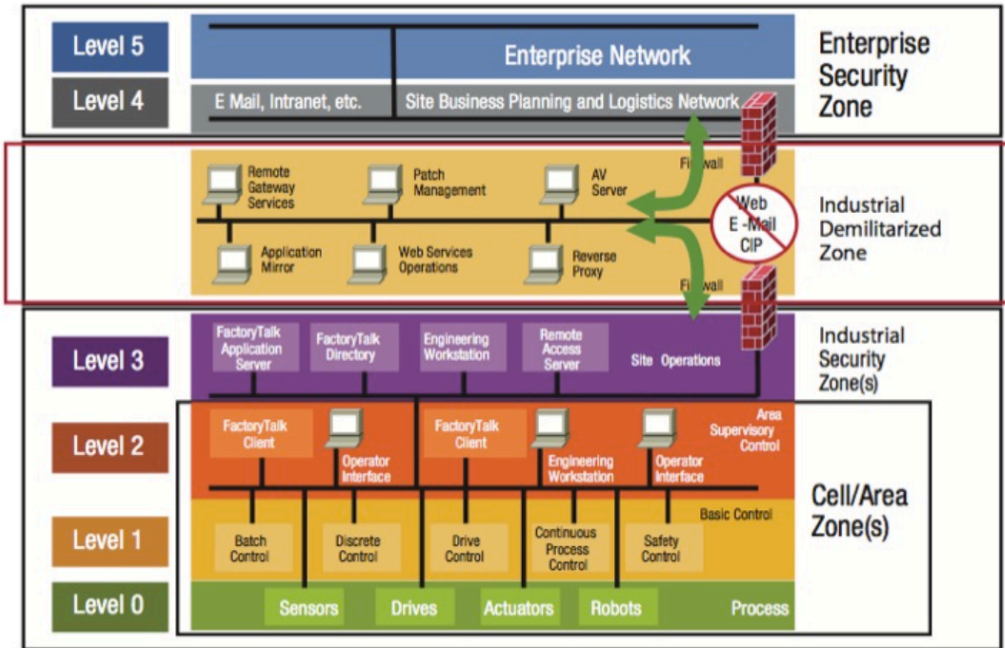 Level 5
Enterprise Network
Enterprise
Security
Zone
Level 4
E Mail, Intranet, etc.
Site Business Planning and Logistics Network
Remote
Gateway
Services
Patch
Management
AV
Server
Firewall
Web
E -Mail
CIP
Industrial
Demilitarized
Zone
Application
Mirror
Web Services
Operations
Reverse
Proxy
Firewall
Level 3
FactoryTalk
Application
Server
FactoryTalk
Directory
Engineering
Workstation
Remote
Access
Server
Site Operations
Industrial
Security
Zone(s)
Level 2
FactoryTalk
Client
Operator
Interface
FactoryTalk
Client
Engineering
Workstation
Operator
Interface
Area
Supervisory
Control
Cell/Area
Zone(s)
Level 1
Basic Control
Batch
Control
Discrete
Control
Drive
Control
Continuous
Process
Control
Safety
Control
Level 0
Sensors
Drives
Actuators
Robots
Process